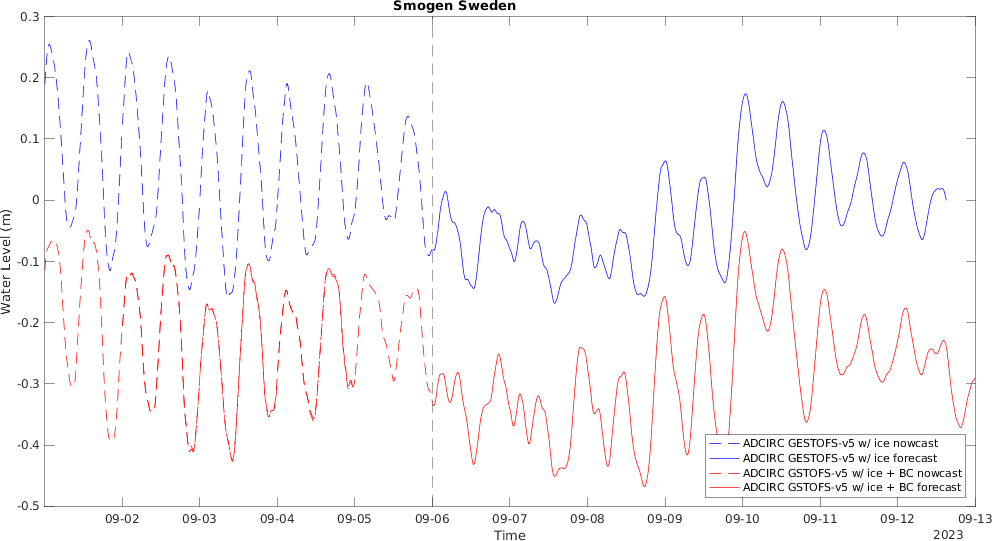 Smogen Sweden
0.3
0.2
0.1
0
-0.1
-0.2
-0.3
-0.4
-0.5
Water Level (m)
ADCIRC GESTOFS-v5 w/ ice nowcast
ADCIRC GESTOFS-v5 w/ ice forecast
ADCIRC GSTOFS-v5 w/ ice + BC nowcast
ADCIRC GSTOFS-v5 w/ ice + BC forecast
09-02 09-03 09-04 09-05 09-06 09-07 09-08 09-09 09-10 09-11 09-12 09-13
Time
2023